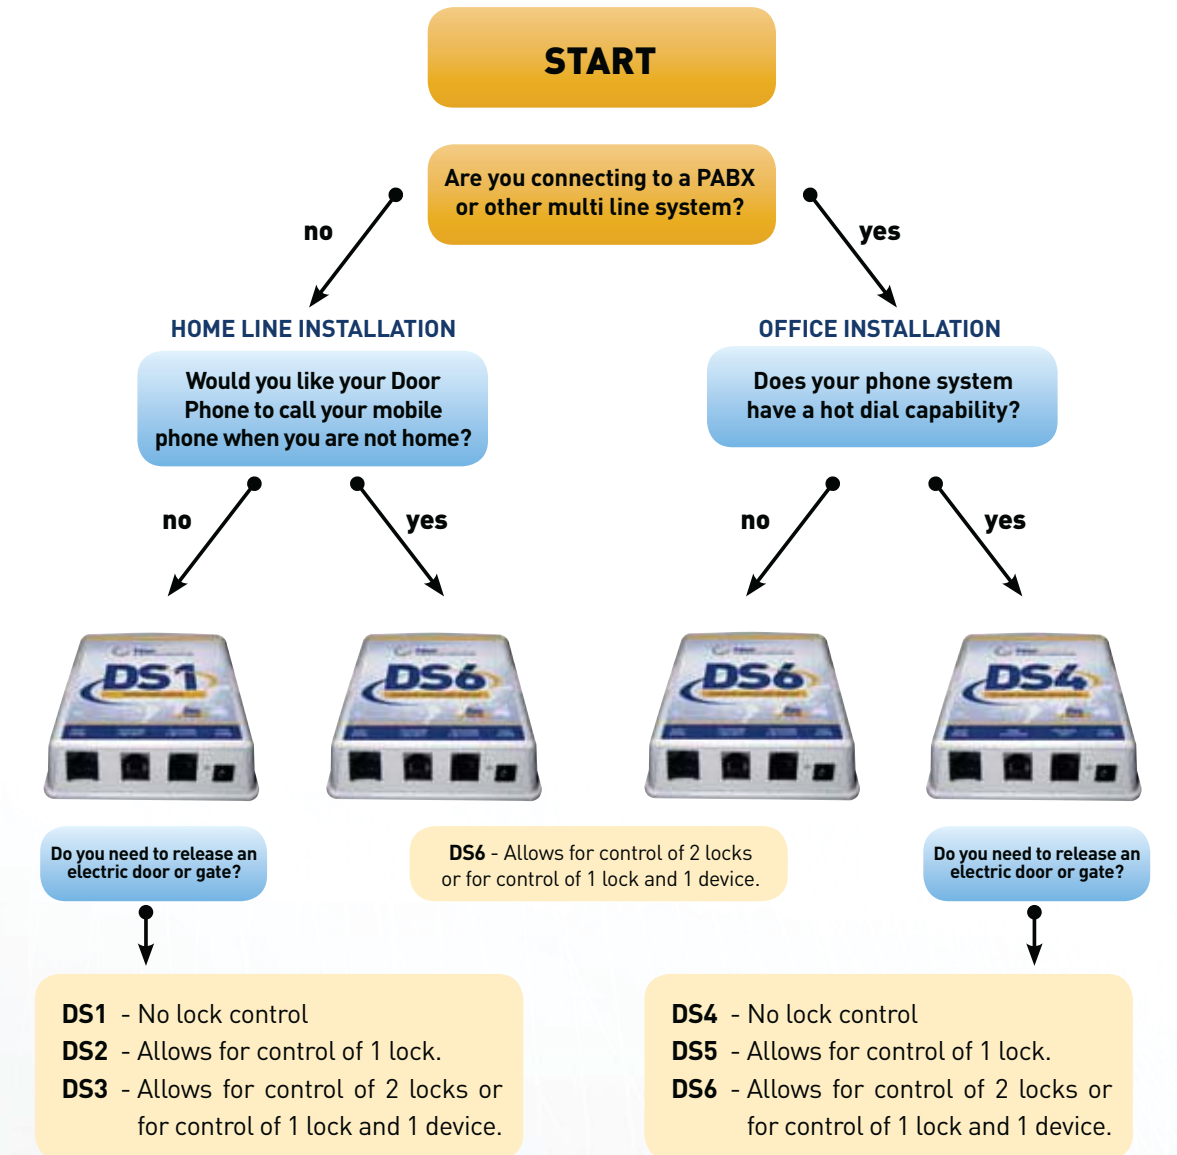 START
Are you connecting to a PABX
or other multi line system?
no
yes
HOME LINE INSTALLATION
OFFICE INSTALLATION
Would you like your Door
Phone to call your mobile
phone when you are not home?
Does your phone system
have a hot dial capability?
no
yes
no
yes
DS1
DS6
DS6
DS4
Do you need to release an
electric door or gate?
DS6 - Allows for control of 2 locks
or for control of 1 lock and 1 device.
Do you need to release an
electric door or gate?
DS1 - No lock control
DS2 - Allows for control of 1 lock.
DS3 - Allows for control of 2 locks or
for control of 1 lock and 1 device.
DS4 - No lock control
DS5 - Allows for control of 1 lock.
DS6 - Allows for control of 2 locks or
for control of 1 lock and 1 device.